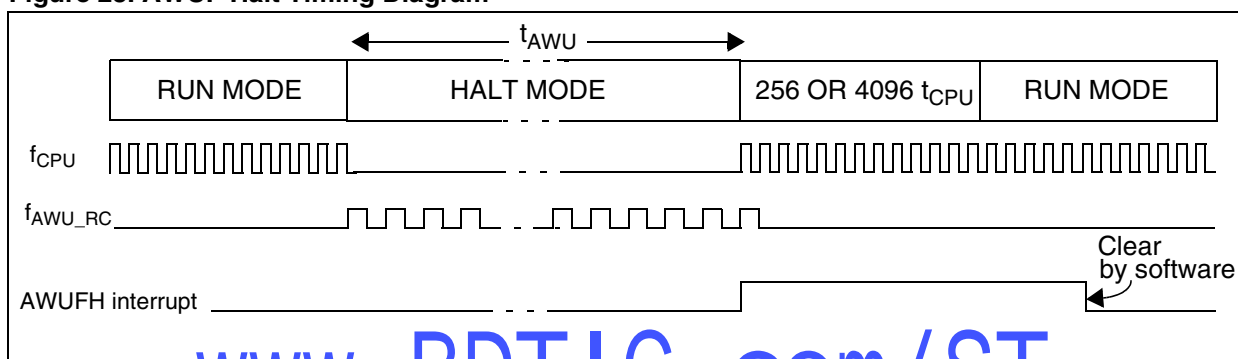 Figure 28. AWUF Halt Timing Diagram
tAWU
RUN MODE HALT MODE 256 OR 4096 tCPU RUN MODE
fCPU
fAWU_RC
Clear
by software
AWUFH interrupt
www.BDTIC.com/ST